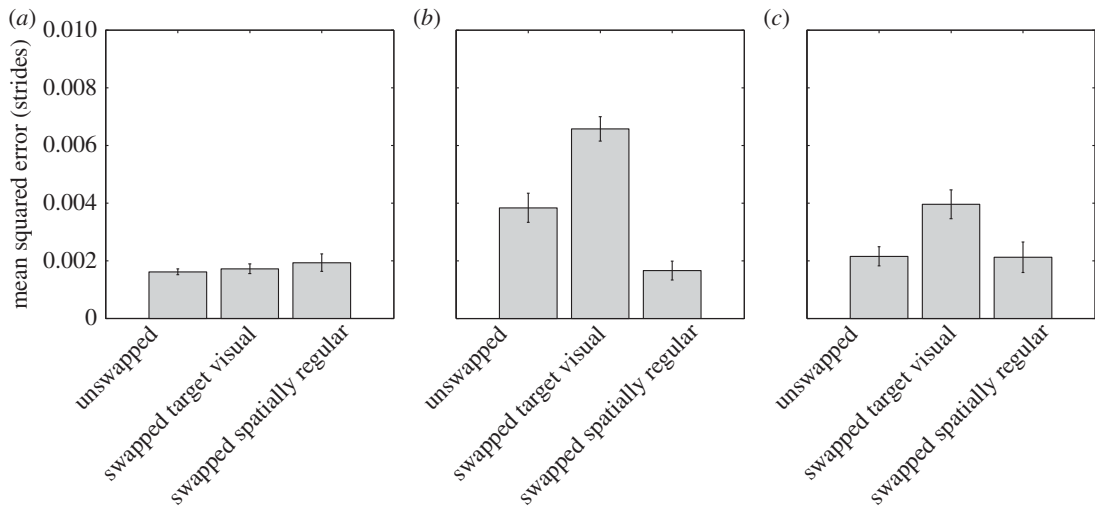 (a)
(b)
(c)
mean squared error (strides)
0.010
0.008
0.006
0.004
0.002
0
unswapped
swapped target visual
swapped spatially regular
unswapped
swapped target visual
swapped spatially regular
unswapped
swapped target visual
swapped spatially regular